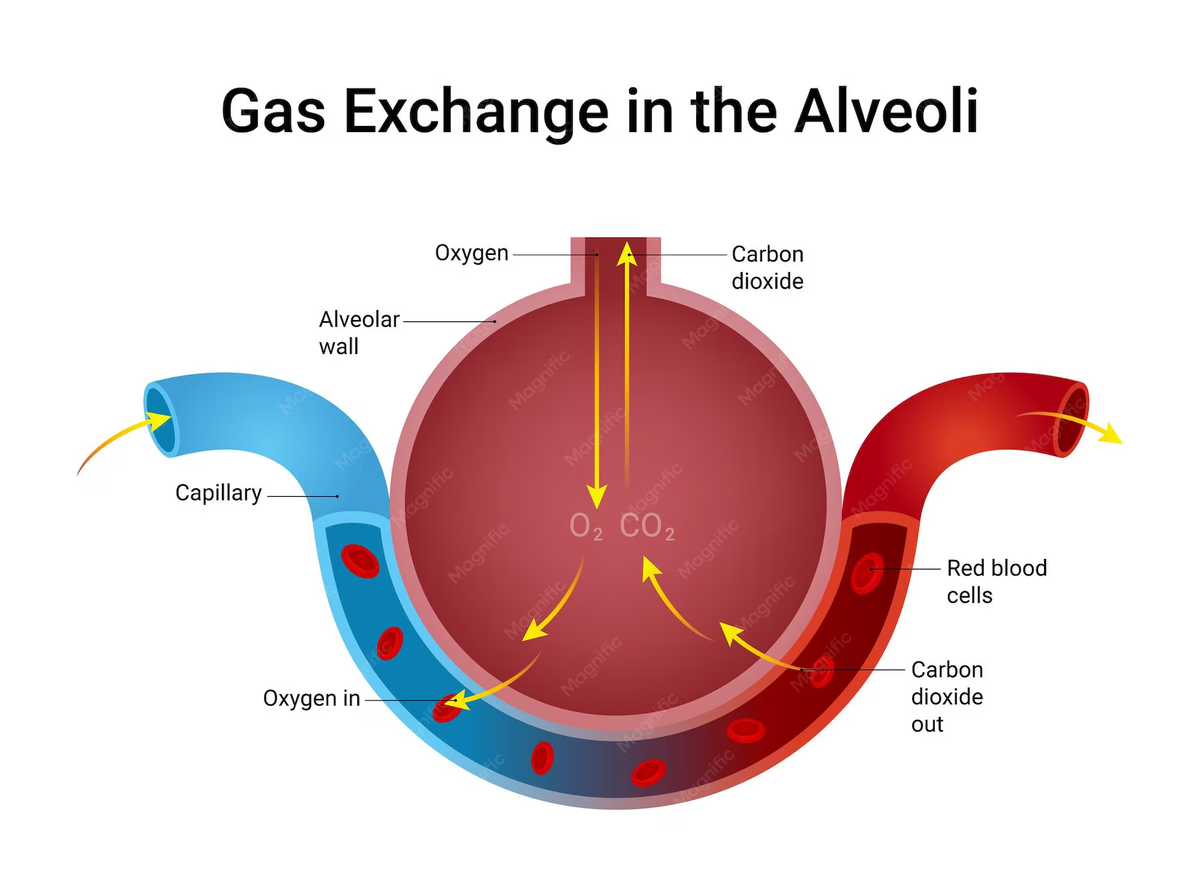 Gas Exchange in the Alveoli
Oxygen
Carbon
dioxide
Alveolar
wall
Capillary
O₂ CO₂
Red blood
cells
Oxygen in
Carbon
dioxide
out
Magnific